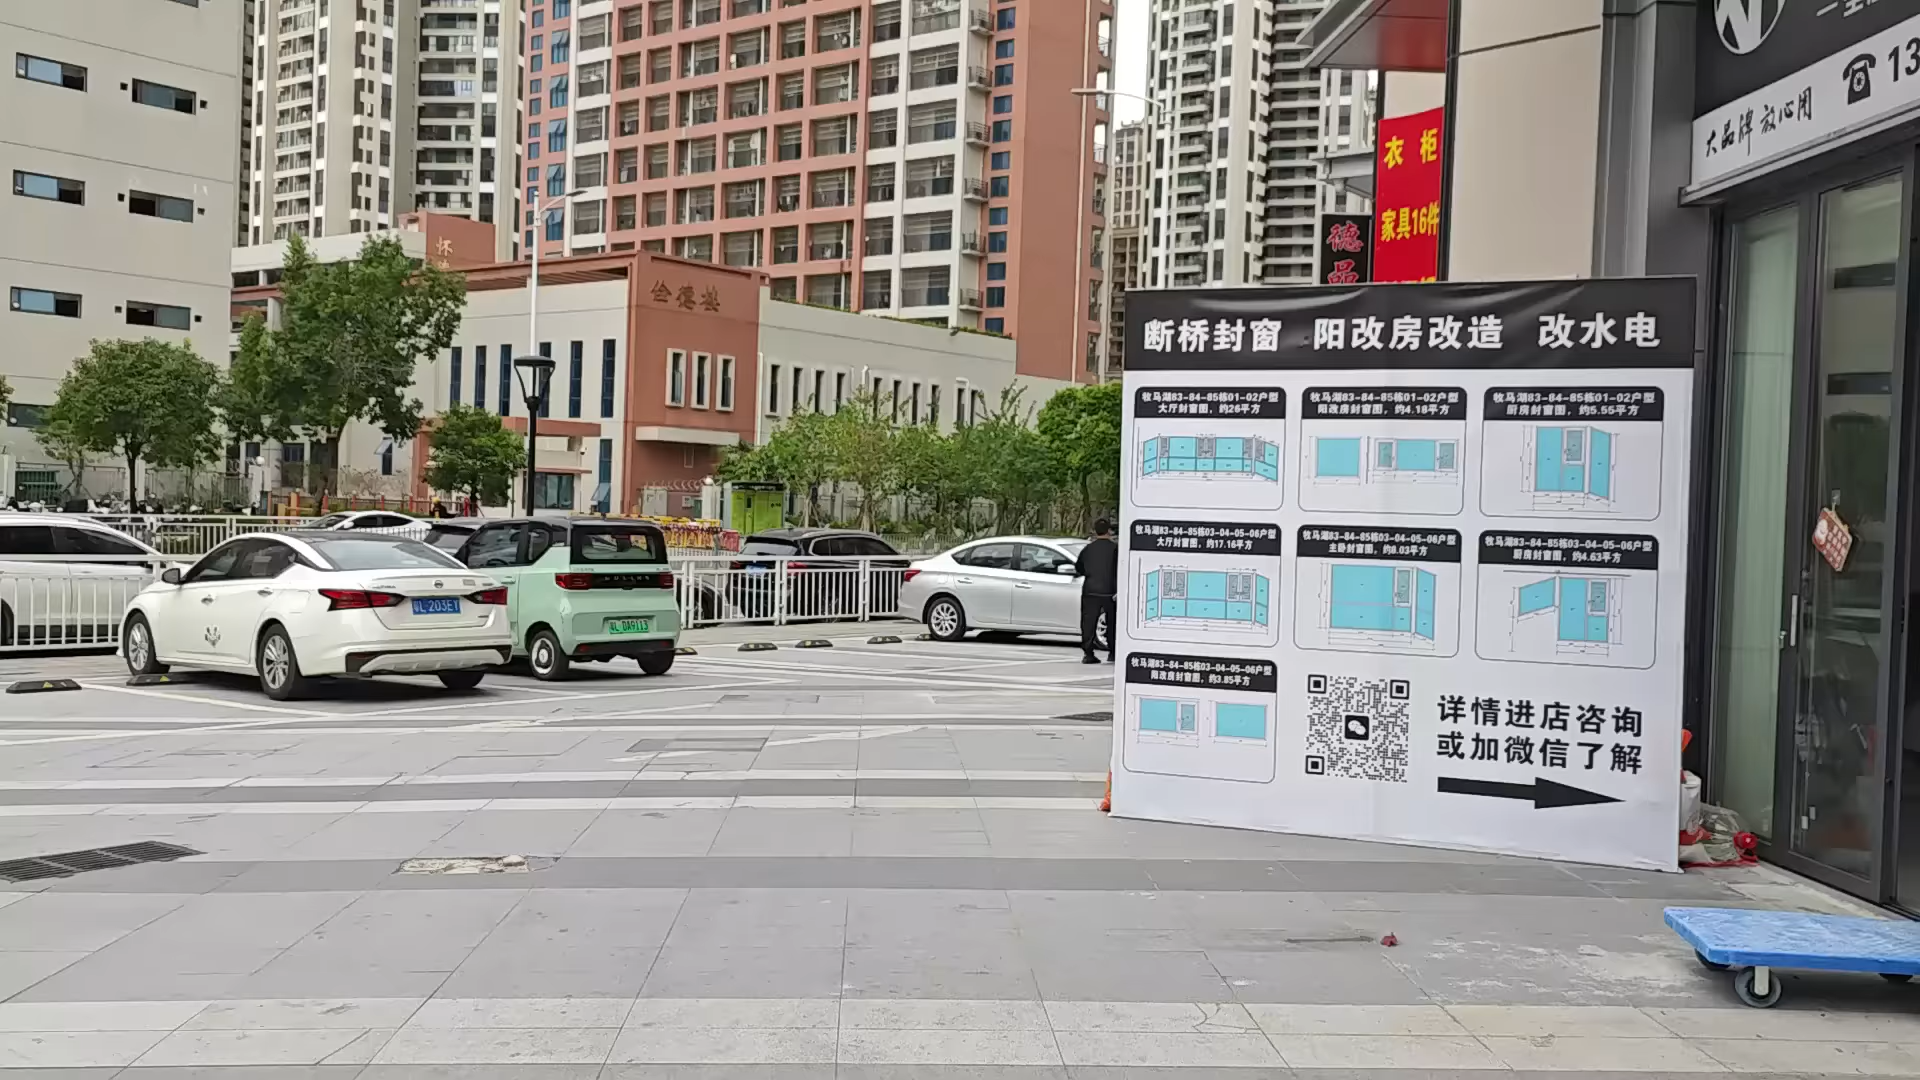 13
大品牌 放心闭
衣柜
家具16件
德
品
怀
全德楼
断桥封窗 阳改房改造 改水电
牧马湖83-84-85栋01-02户型
大厅封窗图，约26平方
牧马湖83-84-85栋01-02户型
阳改房封窗图，约4.18平方
牧马湖83-84-85栋01-02户型
厨房封窗图，约5.55平方
牧马湖83-84-85栋03-04-05-06户型
大厅封窗图，约17.16平方
牧马湖83-84-85栋03-04-05-06户型
主卧封窗图，约8.03平方
牧马湖83-84-85栋03-04-05-06户型
厨房封窗图，约4.63平方
牧马湖83-84-85栋03-04-05-06户型
阳改房封窗图，约3.85平方
详情进店咨询
或加微信了解
粤L·203EY
粤L·DA9113